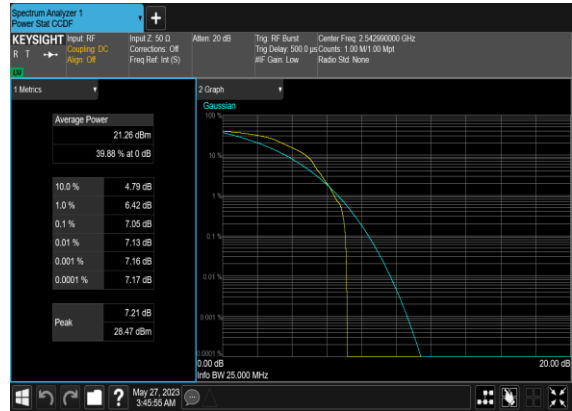 Spectrum Analyzer 1
Power Stat CCDF
KEYSIGHT
R T
LXI
Input: RF
Coupling: DC
Align: Off
Input Z: 50 Ω
Corrections: Off
Freq Ref: Int (S)
Atten: 20 dB
Trig: RF Burst
Trig Delay: 500.0 µs
#IF Gain: Low
Center Freq: 2.542990000 GHz
Counts: 1.00 M/1.00 Mpt
Radio Std: None
1 Metrics
Average Power
21.26 dBm
39.88 % at 0 dB
10.0 % 4.79 dB
1.0 % 6.42 dB
0.1 % 7.05 dB
0.01 % 7.13 dB
0.001 % 7.16 dB
0.0001 % 7.17 dB
Peak
7.21 dB
28.47 dBm
2 Graph
Gaussian
100 %
10 %
1 %
0.1 %
0.01 %
0.001 %
0.0001 %
0.00 dB
20.00 dB
Info BW 25.000 MHz
May 27, 2023
3:45:55 AM